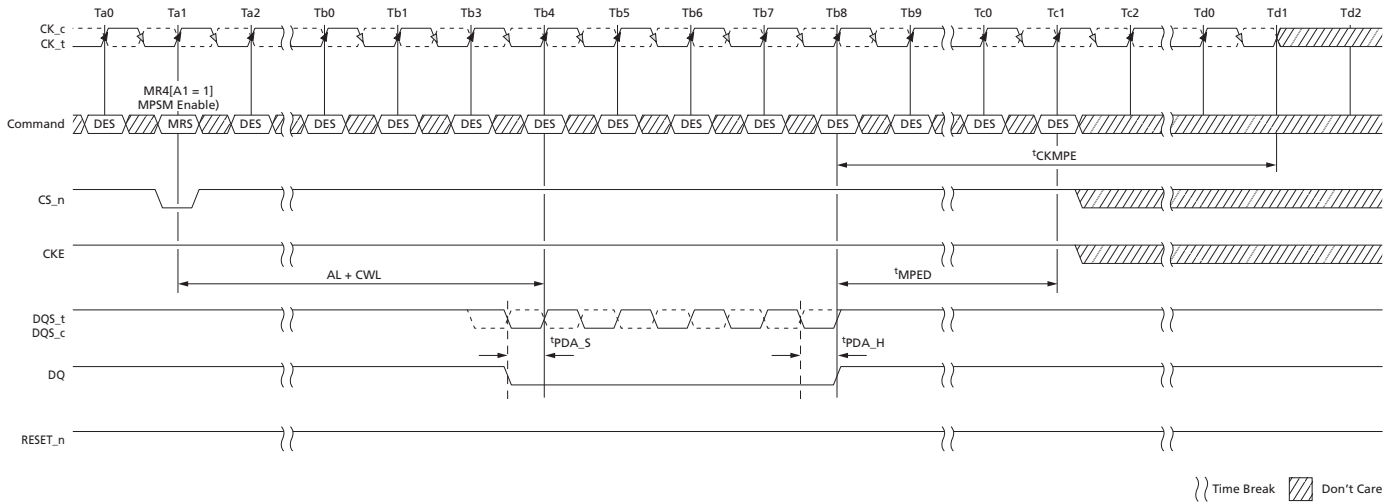 Ta0 Ta1 Ta2 Tb0 Tb1 Tb3 Tb4 Tb5 Tb6 Tb7 Tb8 Tb9 Tc0 Tc1 Tc2 Td0 Td1 Td2
CK_c
CK_t
MR4[A1 = 1]
MPSM Enable)
Command DES MRS DES DES DES DES DES DES DES DES DES DES DES DES
tCKMPE
CS_n
CKE
AL + CWL tMPED
DQS_t
DQS_c
tPDA_S tPDA_H
DQ
RESET_n
Time Break Don't Care